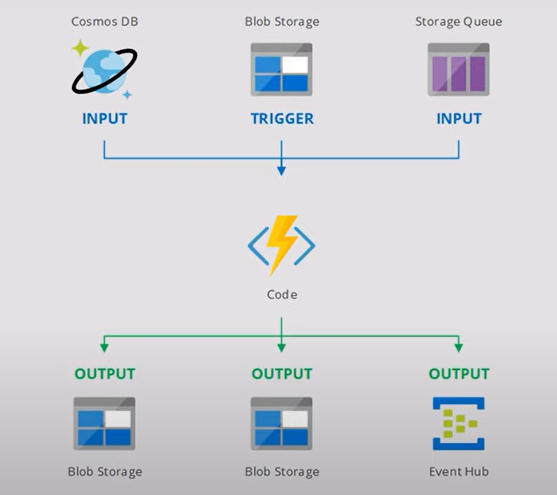 Cosmos DB
Blob Storage
Storage Queue
INPUT
TRIGGER
INPUT
Code
OUTPUT
OUTPUT
OUTPUT
Blob Storage
Blob Storage
Event Hub